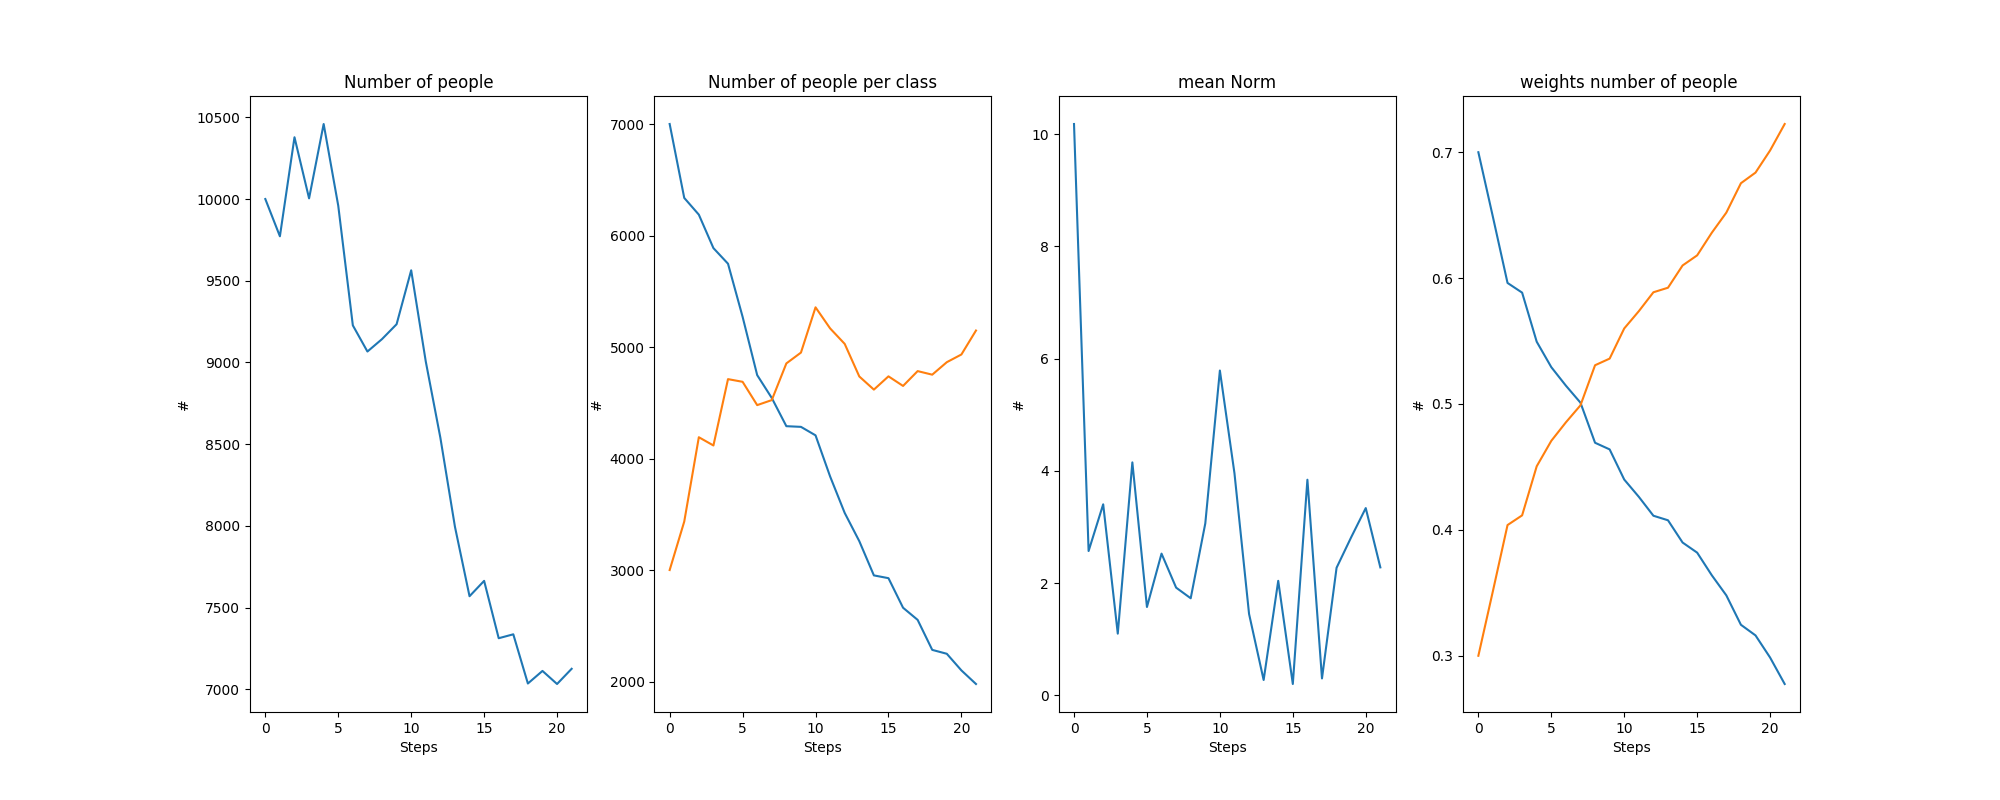 Number of people
10500
10000
9500
9000
8500
8000
7500
7000
#
0 5 10 15 20
Steps
Number of people per class
7000
6000
5000
4000
3000
2000
#
0 5 10 15 20
Steps
mean Norm
10
8
6
4
2
0
#
0 5 10 15 20
Steps
weights number of people
0.7
0.6
0.5
0.4
0.3
#
0 5 10 15 20
Steps